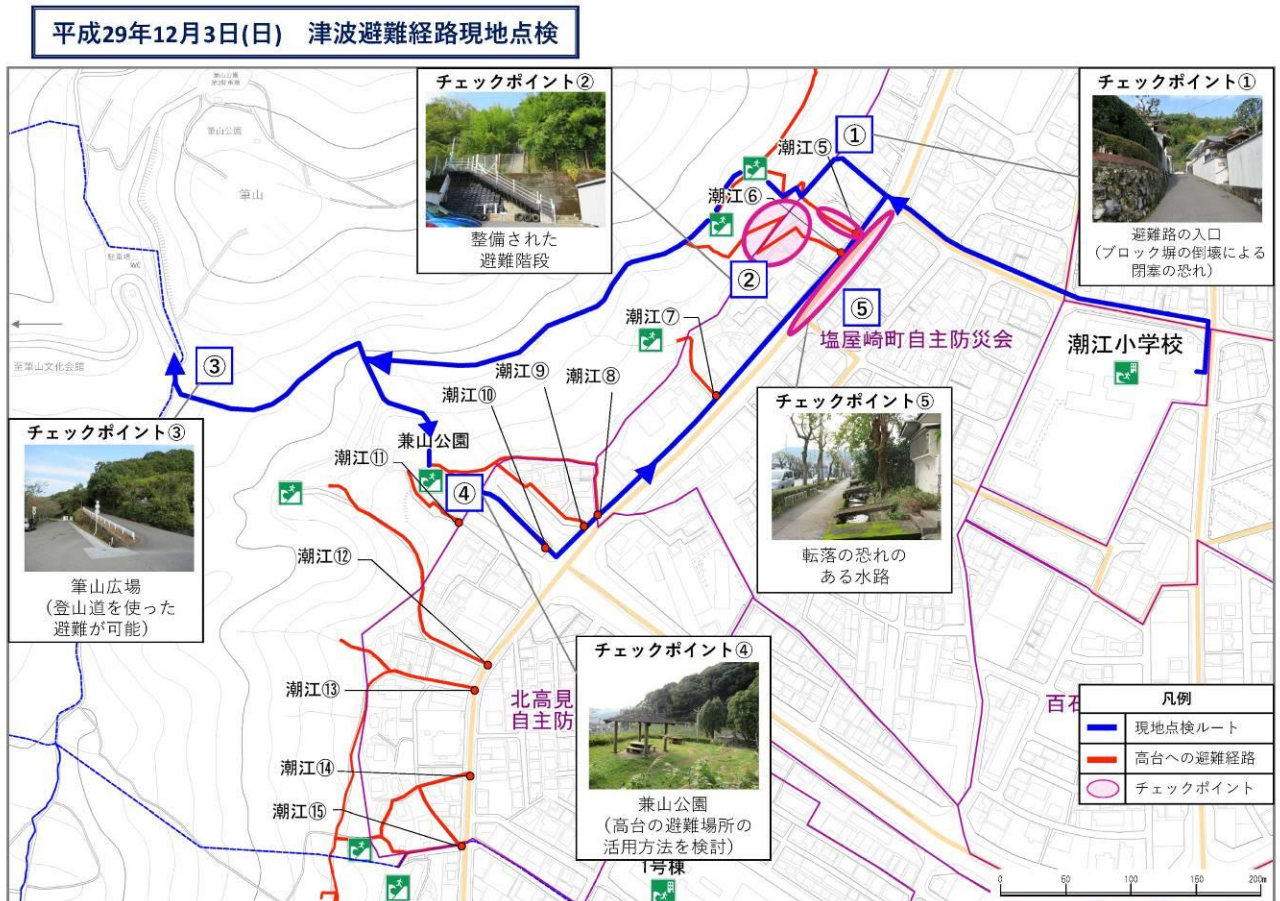 平成29年12月3日(日)　津波避難経路現地点検
チェックポイント②
整備された
避難階段
チェックポイント①
避難路の入口
(ブロック塀の倒壊による
閉塞の恐れ)
筆山公園
筆山
駐車場
WC
至筆山文化会館
①
潮江⑤
潮江⑥
②
⑤
塩屋崎町自主防災会
潮江⑦
潮江小学校
③
潮江⑨
潮江⑧
潮江⑩
チェックポイント③
筆山広場
(登山道を使った
避難が可能)
兼山公園
潮江⑪
④
チェックポイント⑤
転落の恐れの
ある水路
潮江⑫
チェックポイント④
兼山公園
(高台の避難場所の
活用方法を検討)
潮江⑬
北高見
自主防
百石
凡例
現地点検ルート
高台への避難経路
チェックポイント
潮江⑭
潮江⑮
1号棟
0 50 100 150 200m